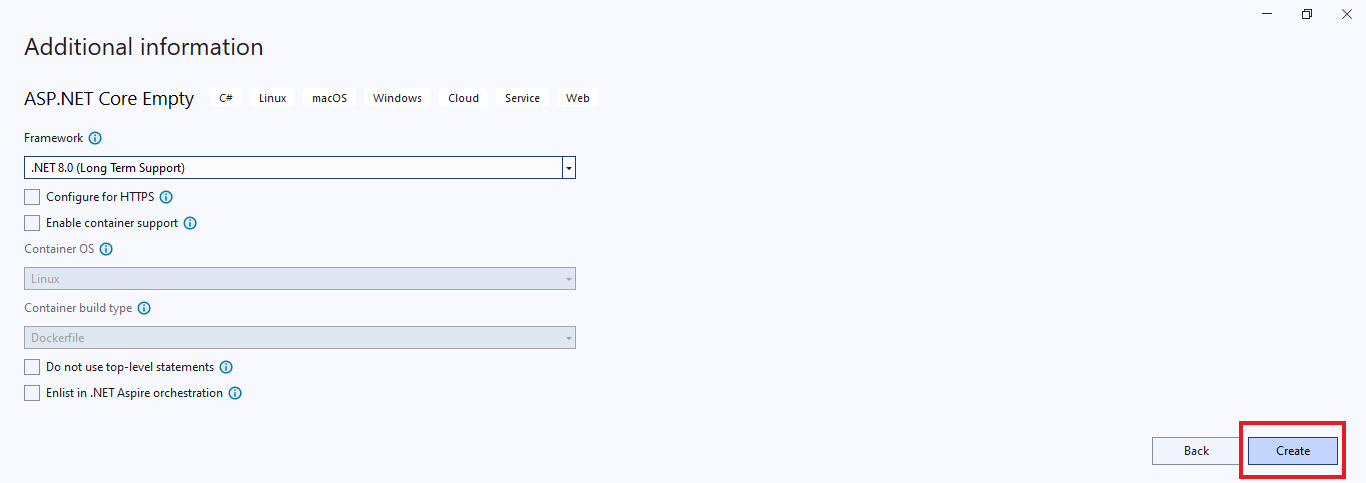 Additional information
ASP.NET Core Empty C# Linux macOS Windows Cloud Service Web
Framework
.NET 8.0 (Long Term Support)
Configure for HTTPS
Enable container support
Container OS
Linux
Container build type
Dockerfile
Do not use top-level statements
Enlist in .NET Aspire orchestration
Back Create